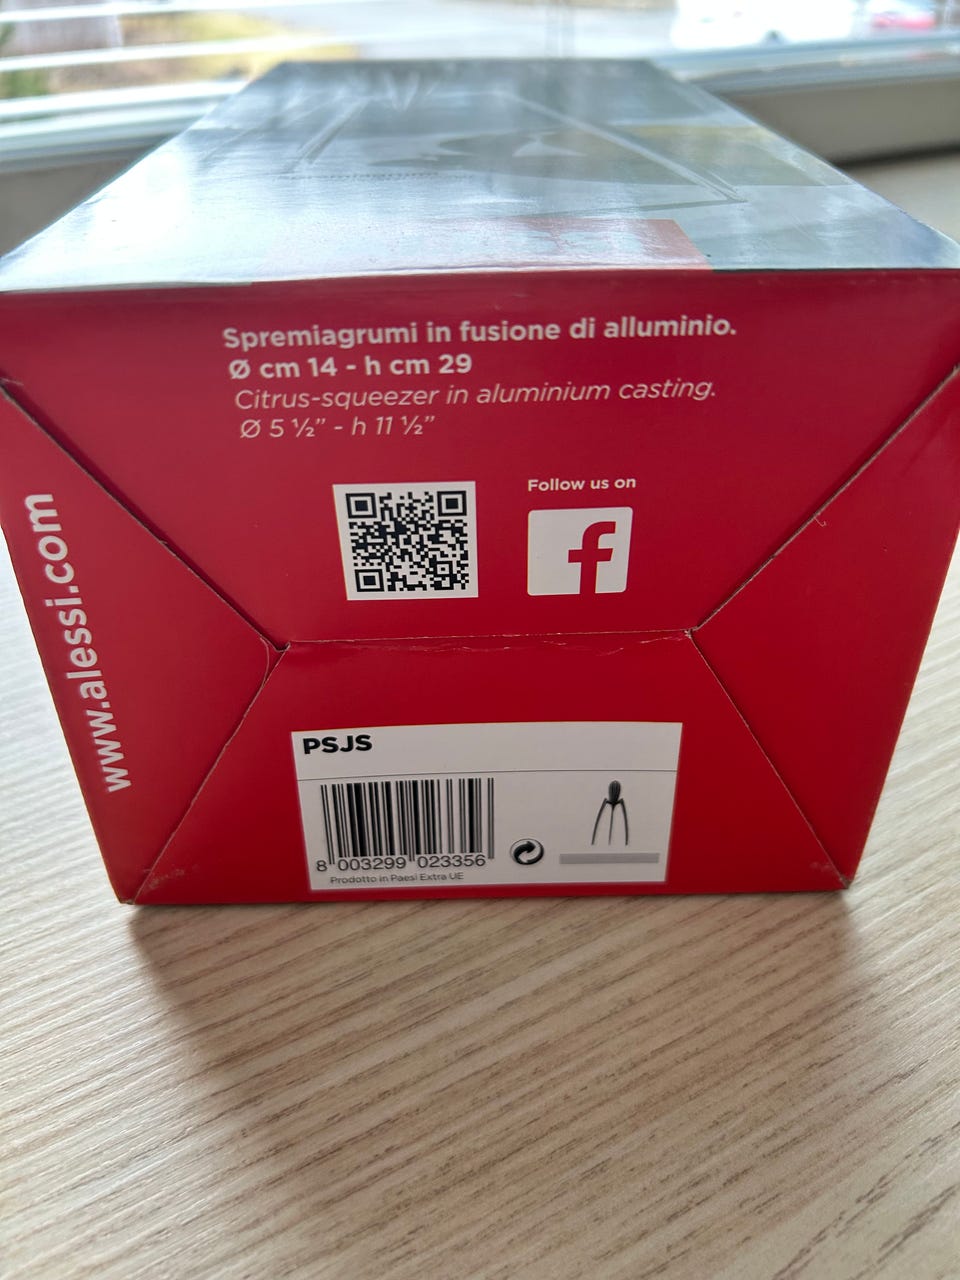 Spremiagrumi in fusione di alluminio.
Ø cm 14 - h cm 29
Citrus-squeezer in aluminium casting.
Ø 5 ½” - h 11 ½”
Follow us on
f
www.alessi.com
PSJS
8 003299 023356
Prodotto in Paesi Extra UE